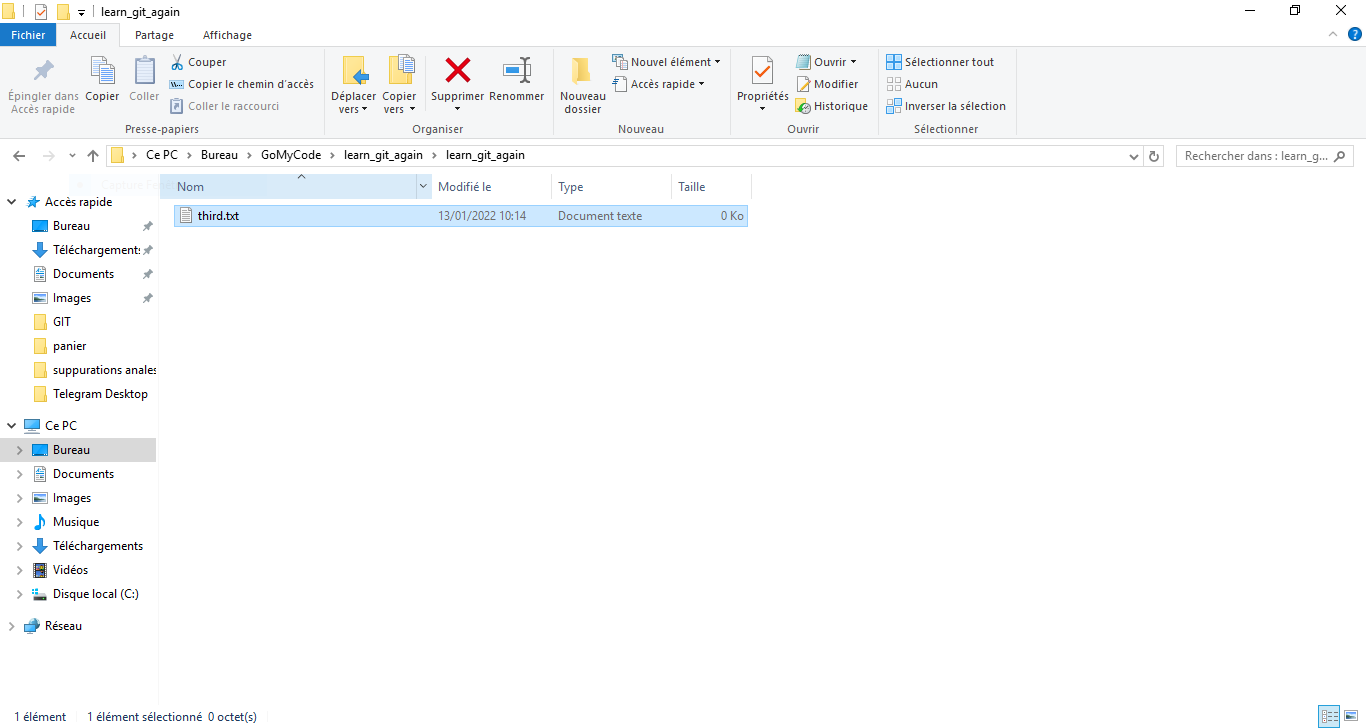 learn_git_again
Fichier Accueil Partage Affichage
Épingler dans Accès rapide
Copier
Coller
Couper
Copier le chemin d'accès
Coller le raccourci
Presse-papiers
Déplacer vers
Copier vers
Supprimer
Renommer
Organiser
Nouveau dossier
Nouvel élément
Accès rapide
Nouveau
Propriétés
Ouvrir
Modifier
Historique
Ouvrir
Sélectionner tout
Aucun
Inverser la sélection
Sélectionner
Ce PC > Bureau > GoMyCode > learn_git_again > learn_git_again
Rechercher dans : learn_g...
Nom Modifié le Type Taille
third.txt 13/01/2022 10:14 Document texte 0 Ko
Accès rapide
Bureau
Téléchargements
Documents
Images
GIT
panier
suppurations anales
Telegram Desktop
Ce PC
Bureau
Documents
Images
Musique
Téléchargements
Vidéos
Disque local (C:)
Réseau
1 élément 1 élément sélectionné 0 octet(s)